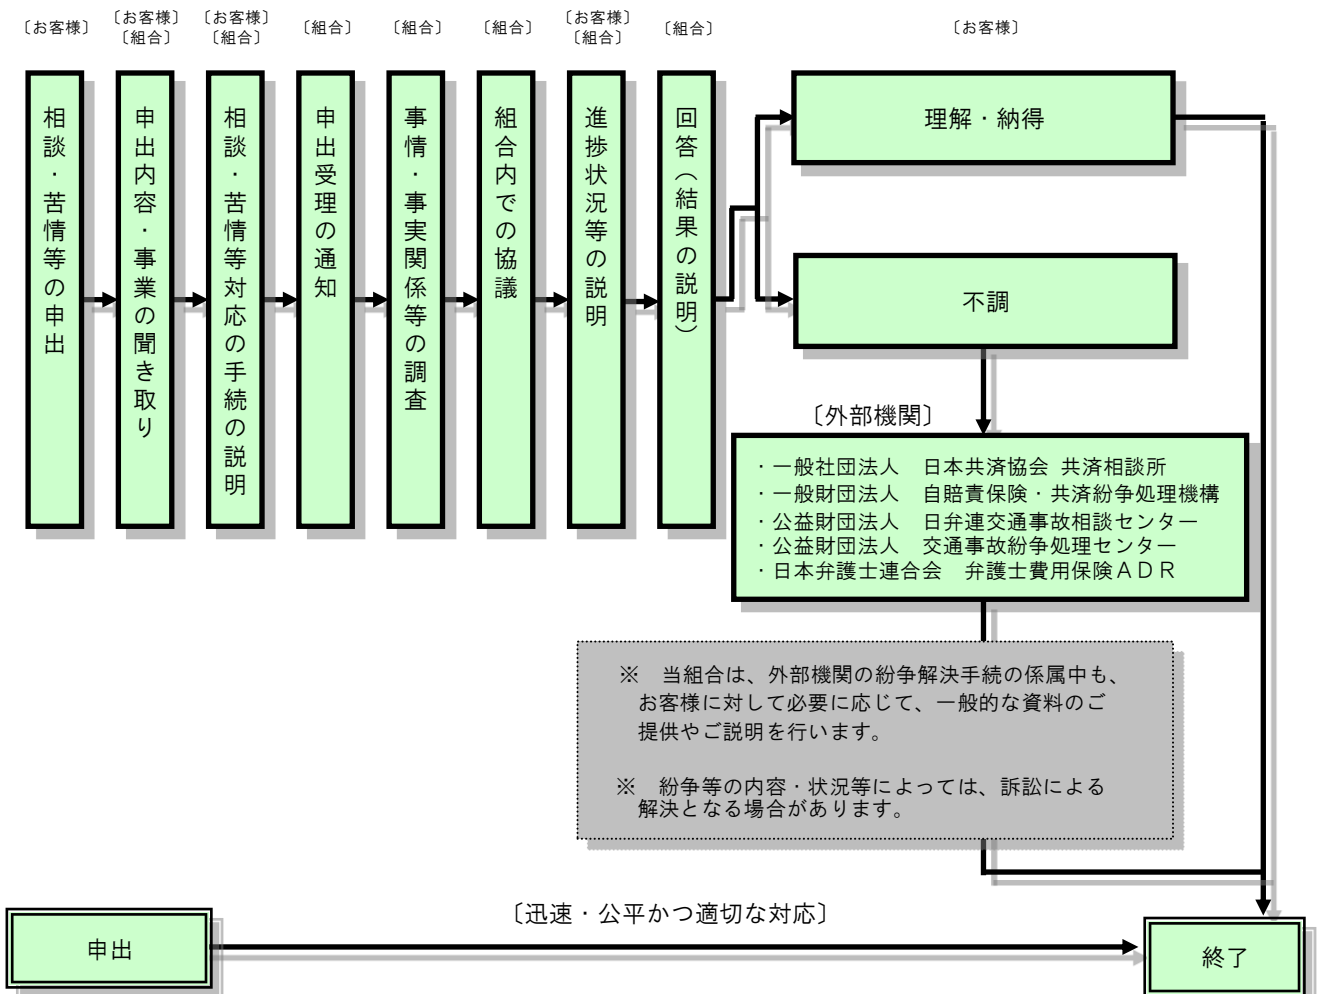 〔お客様〕
〔お客様〕
〔組合〕
〔お客様〕
〔組合〕
〔組合〕
〔組合〕
〔組合〕
〔お客様〕
〔組合〕
〔組合〕
〔お客様〕
相談・苦情等の申出
申出内容・事業の聞き取り
相談・苦情等対応の手続の説明
申出受理の通知
事情・事実関係等の調査
組合内での協議
進捗状況等の説明
回答(結果の説明)
理解・納得
不調
〔外部機関〕
・一般社団法人　日本共済協会 共済相談所
・一般財団法人　自賠責保険・共済紛争処理機構
・公益財団法人　日弁連交通事故相談センター
・公益財団法人　交通事故紛争処理センター
・日本弁護士連合会　弁護士費用保険ADR
※　当組合は、外部機関の紛争解決手続の係属中も、
お客様に対して必要に応じて、一般的な資料のご
提供やご説明を行います。
※　紛争等の内容・状況等によっては、訴訟による
解決となる場合があります。
〔迅速・公平かつ適切な対応〕
申出
終了